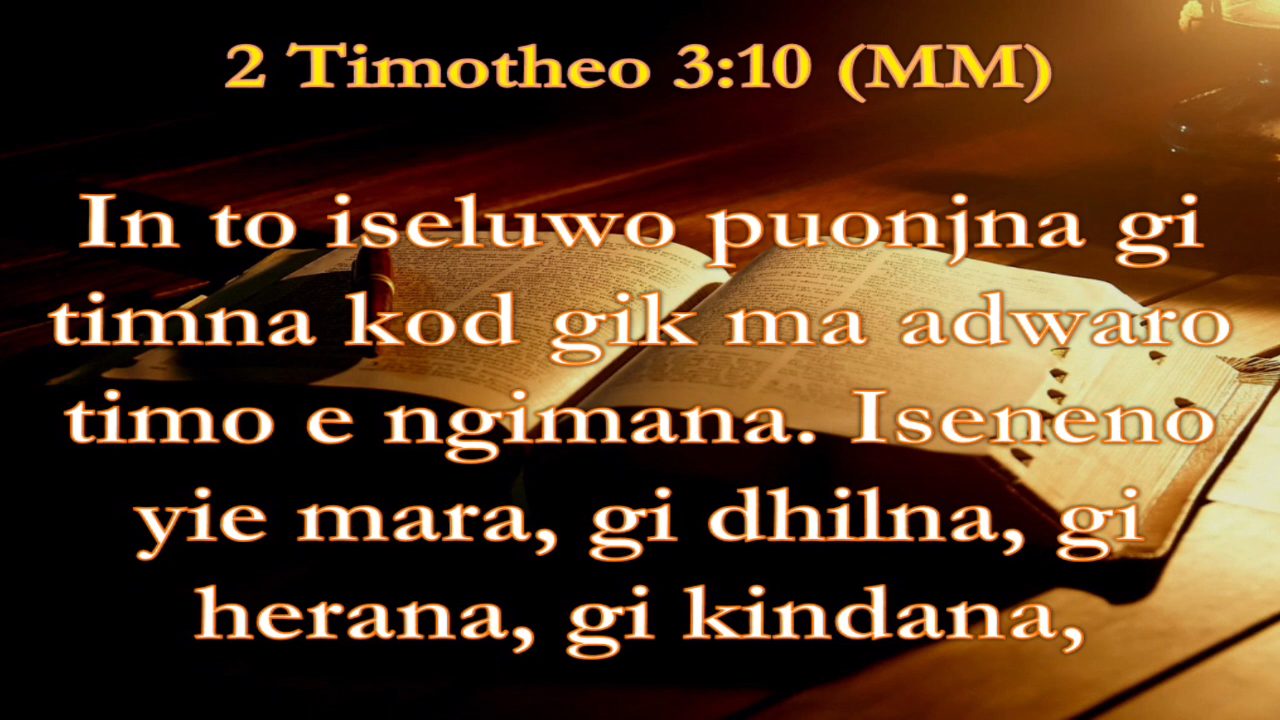 2 Timotheo 3:10 (MM)
In to iseluwo puonjna gi
timna kod gik ma adwaro
timo e ngimana. Iseneno
yie mara, gi dhilna, gi
herana, gi kindana,